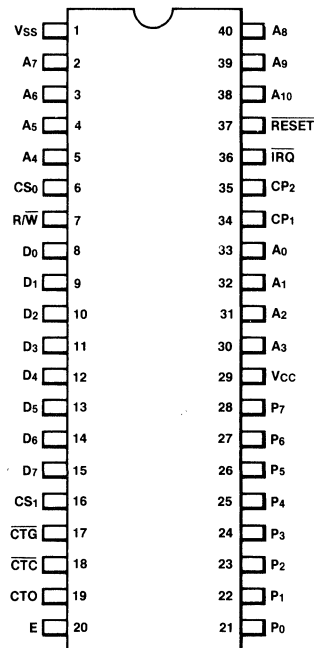 VSS 1 40 A8
A7 2 39 A9
A6 3 38 A10
A5 4 37 RESET
A4 5 36 IRQ
CS0 6 35 CP2
R/W 7 34 CP1
D0 8 33 A0
D1 9 32 A1
D2 10 31 A2
D3 11 30 A3
D4 12 29 VCC
D5 13 28 P7
D6 14 27 P6
D7 15 26 P5
CS1 16 25 P4
CTG 17 24 P3
CTC 18 23 P2
CTO 19 22 P1
E 20 21 P0